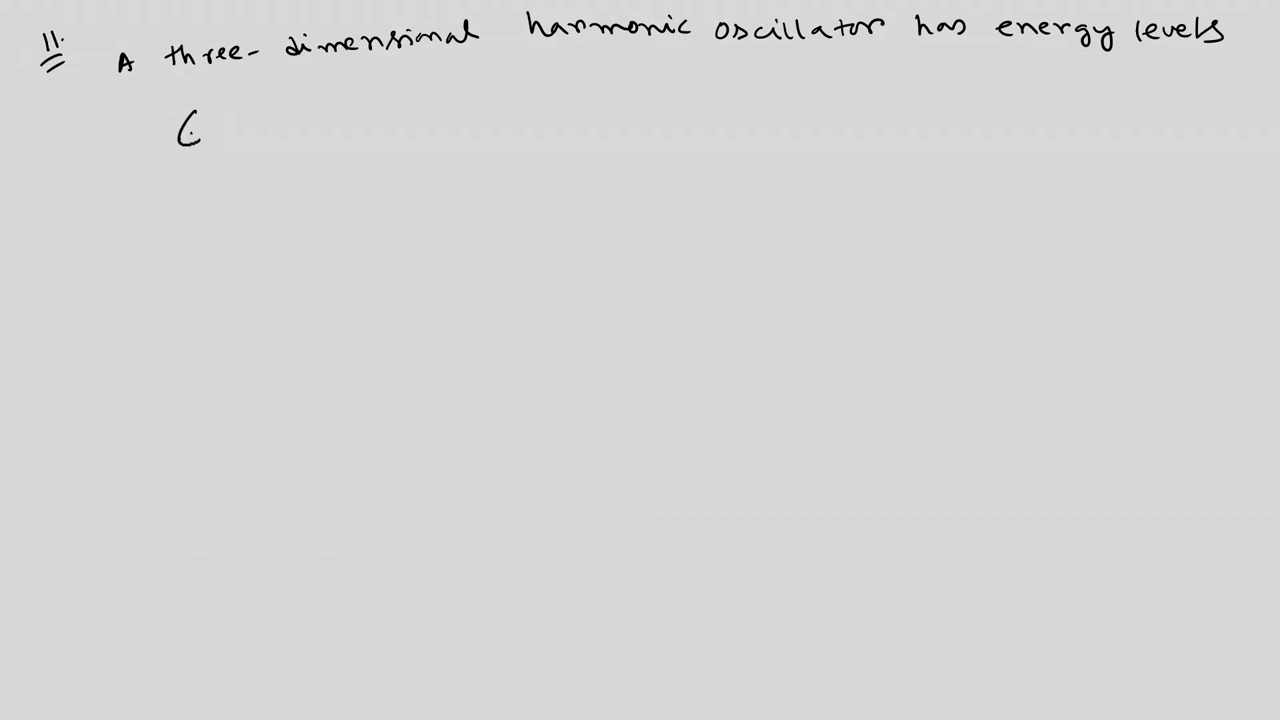 11. A three-dimensional harmonic oscillator has energy levels